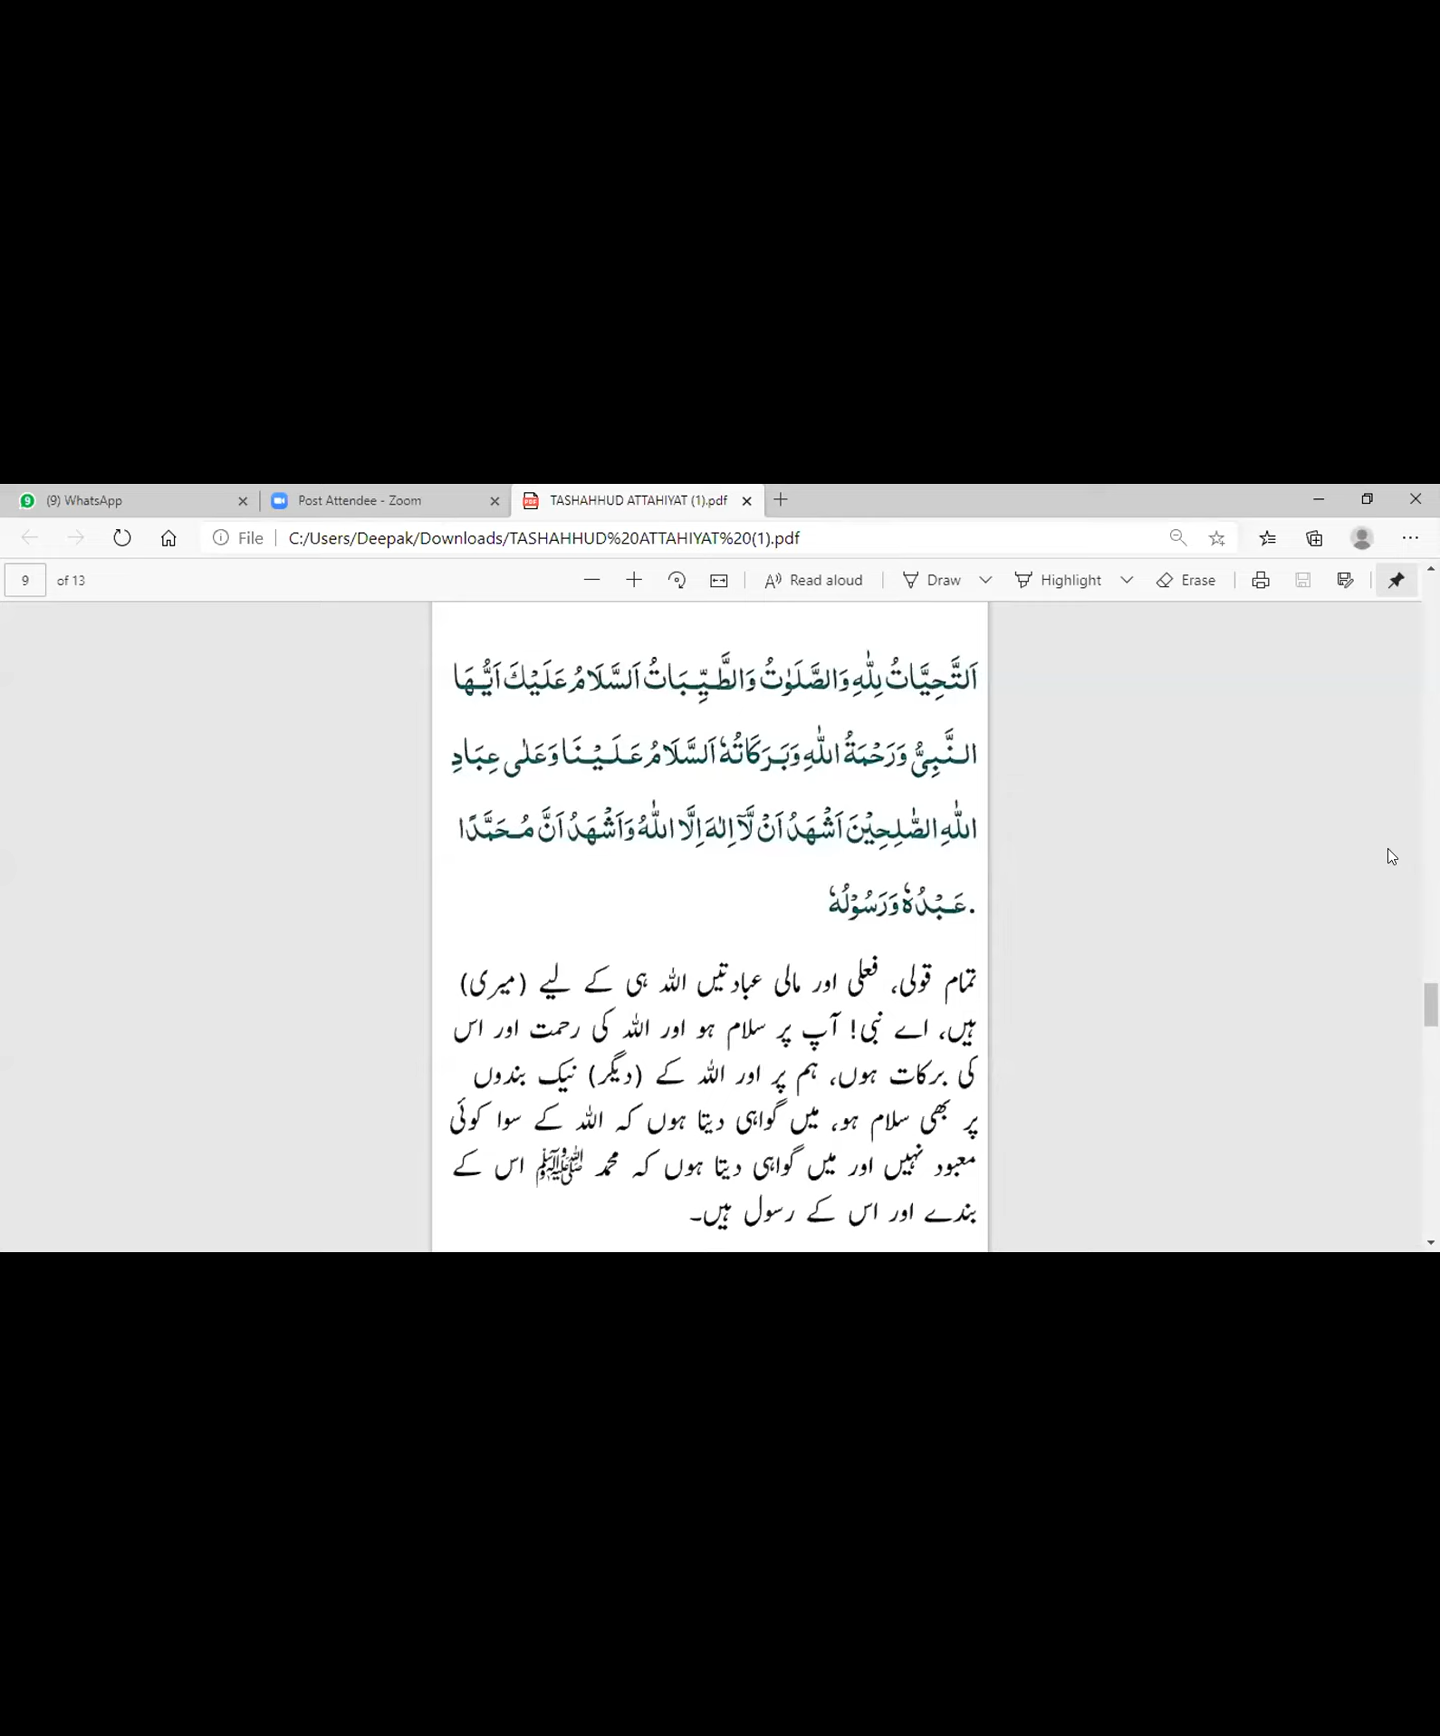 (9) WhatsApp
Post Attendee - Zoom
TASHAHHUD ATTAHIYAT (1).pdf
File | C:/Users/Deepak/Downloads/TASHAHHUD%20ATTAHIYAT%20(1).pdf
9 of 13
Read aloud
Draw
Highlight
Erase
اَلتَّحِيَّاتُ لِلّٰهِ وَالصَّلَوٰتُ وَالطَّيِّبَاتُ اَلسَّلَامُ عَلَيْكَ اَيُّهَا
النَّبِىُّ وَرَحْمَةُ اللّٰهِ وَبَرَكَاتُهٗ اَلسَّلَامُ عَلَيْنَا وَعَلٰى عِبَادِ
اللّٰهِ الصّٰلِحِيْنَ اَشْهَدُ اَنْ لَّآ اِلٰهَ اِلَّا اللّٰهُ وَاَشْهَدُ اَنَّ مُحَمَّدًا
.عَبْدُهٗ وَرَسُوْلُهٗ
تمام قولی، فعلی اور مالی عبادتیں اللہ ہی کے لیے (میری)
ہیں، اے نبی! آپ پر سلام ہو اور اللہ کی رحمت اور اس
کی برکات ہوں، ہم پر اور اللہ کے (دیگر) نیک بندوں
پر بھی سلام ہو، میں گواہی دیتا ہوں کہ اللہ کے سوا کوئی
معبود نہیں اور میں گواہی دیتا ہوں کہ محمد ﷺ اس کے
بندے اور اس کے رسول ہیں۔